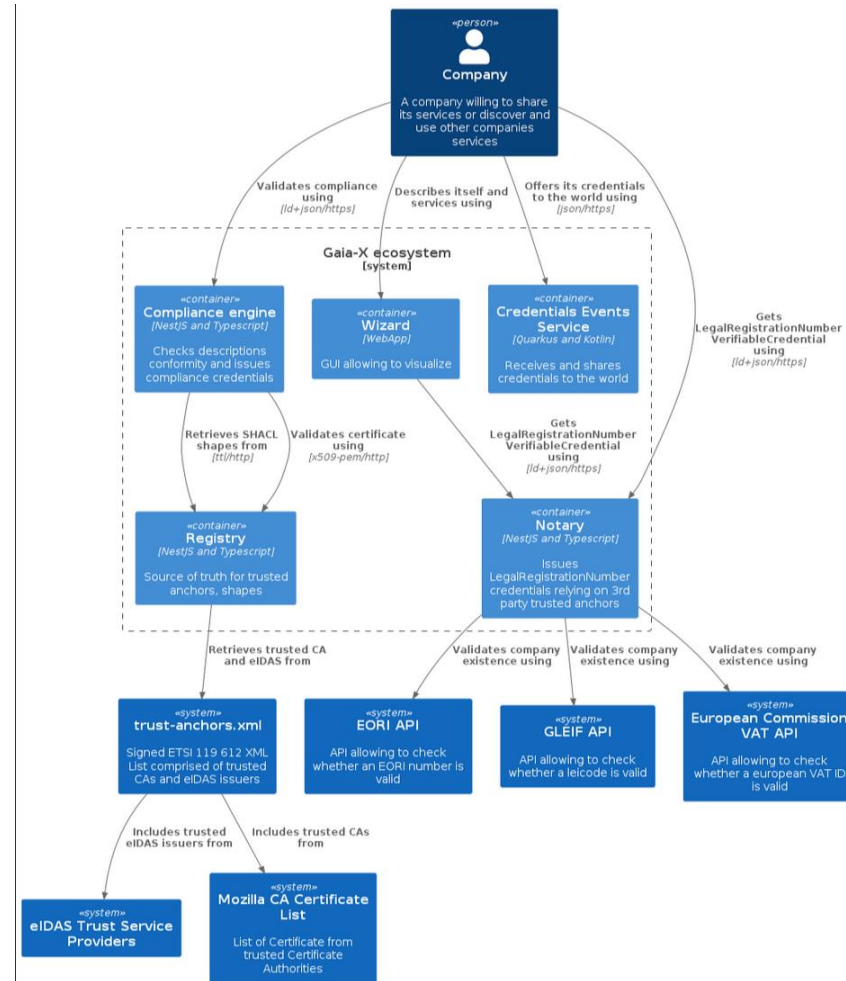 «person»
Company
A company willing to share
its services or discover and
use other companies
services
Validates compliance
using
[ld+json/https]
Describes itself and
services using
Offers its credentials
to the world using
[json/https]
Gaia-X ecosystem
[system]
«container»
Compliance engine
[NestJS and Typescript]
Checks descriptions
conformity and issues
compliance credentials
«container»
Wizard
[WebApp]
GUI allowing to visualize
«container»
Credentials Events
Service
[Quarkus and Kotlin]
Receives and shares
credentials to the world
Gets
LegalRegistrationNumber
VerifiableCredential
using
[ld+json/https]
Retrieves SHACL
shapes from
[ttl/http]
Validates certificate
using
[x509-pem/http]
Gets
LegalRegistrationNumber
VerifiableCredential
using
[ld+json/https]
«container»
Registry
[NestJS and Typescript]
Source of truth for trusted
anchors, shapes
«container»
Notary
[NestJS and Typescript]
Issues
LegalRegistrationNumber
credentials relying on 3rd
party trusted anchors
Retrieves trusted CA
and eIDAS from
Validates company
existence using
Validates company
existence using
Validates company
existence using
«system»
trust-anchors.xml
Signed ETSI 119 612 XML
List comprised of trusted
CAs and eIDAS issuers
«system»
EORI API
API allowing to check
whether an EORI number is
valid
«system»
GLEIF API
API allowing to check
whether a leicode is valid
«system»
European Commission
VAT API
API allowing to check
whether a european VAT ID
is valid
Includes trusted
eIDAS issuers from
Includes trusted CAs
from
«system»
eIDAS Trust Service
Providers
«system»
Mozilla CA Certificate
List
List of Certificate from
trusted Certificate
Authorities